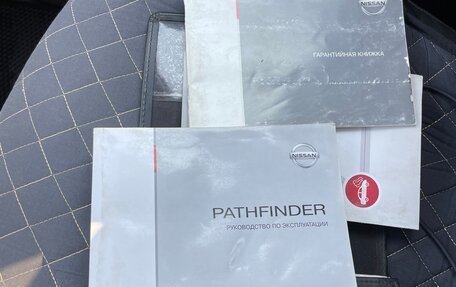 NISSAN
ГАРАНТИЙНАЯ КНИЖКА
NISSAN
PATHFINDER
РУКОВОДСТВО ПО ЭКСПЛУАТАЦИИ